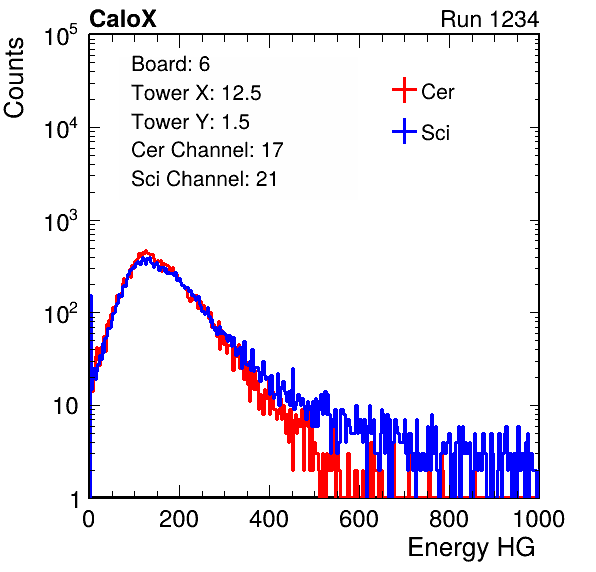 CaloX Run 1234
Counts
10^5
10^4
10^3
10^2
10
1
Board: 6
Tower X: 12.5
Tower Y: 1.5
Cer Channel: 17
Sci Channel: 21
Cer
Sci
0 200 400 600 800 1000
Energy HG